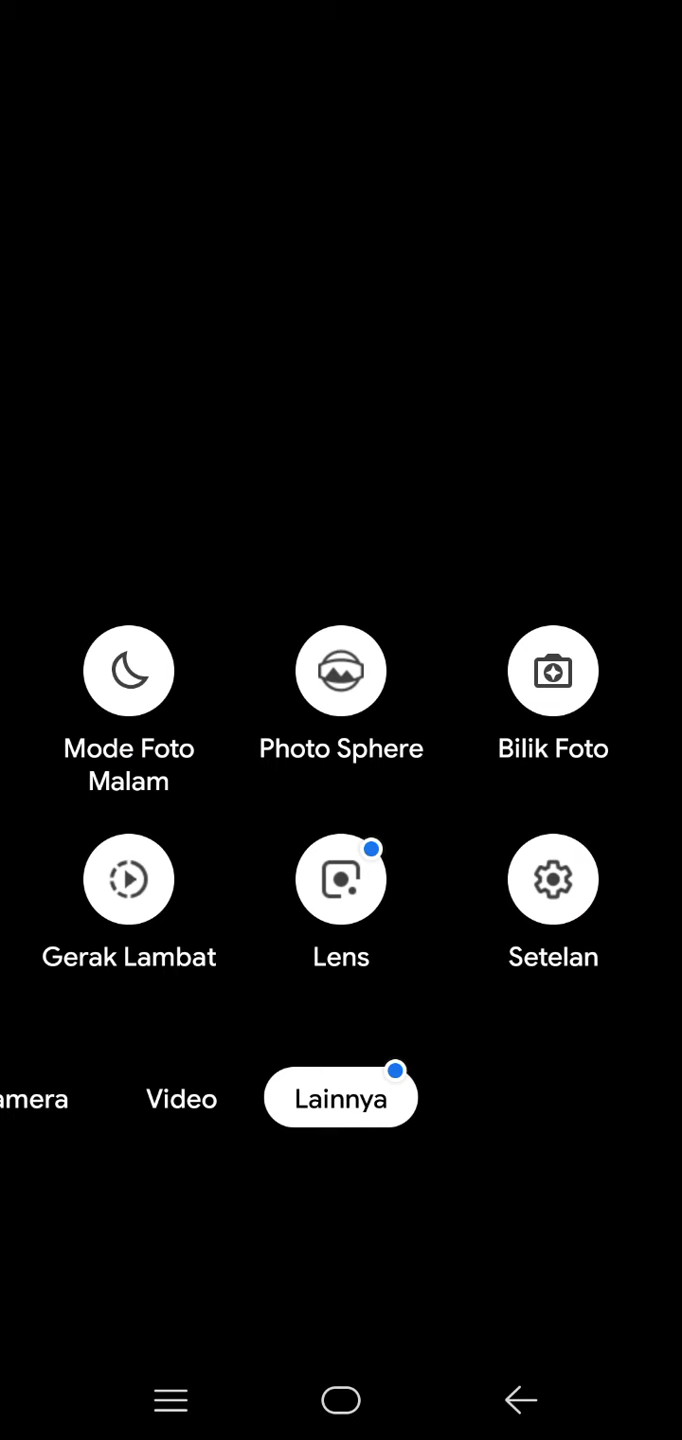 Mode Foto
Malam
Photo Sphere
Bilik Foto
Gerak Lambat
Lens
Setelan
amera
Video
Lainnya